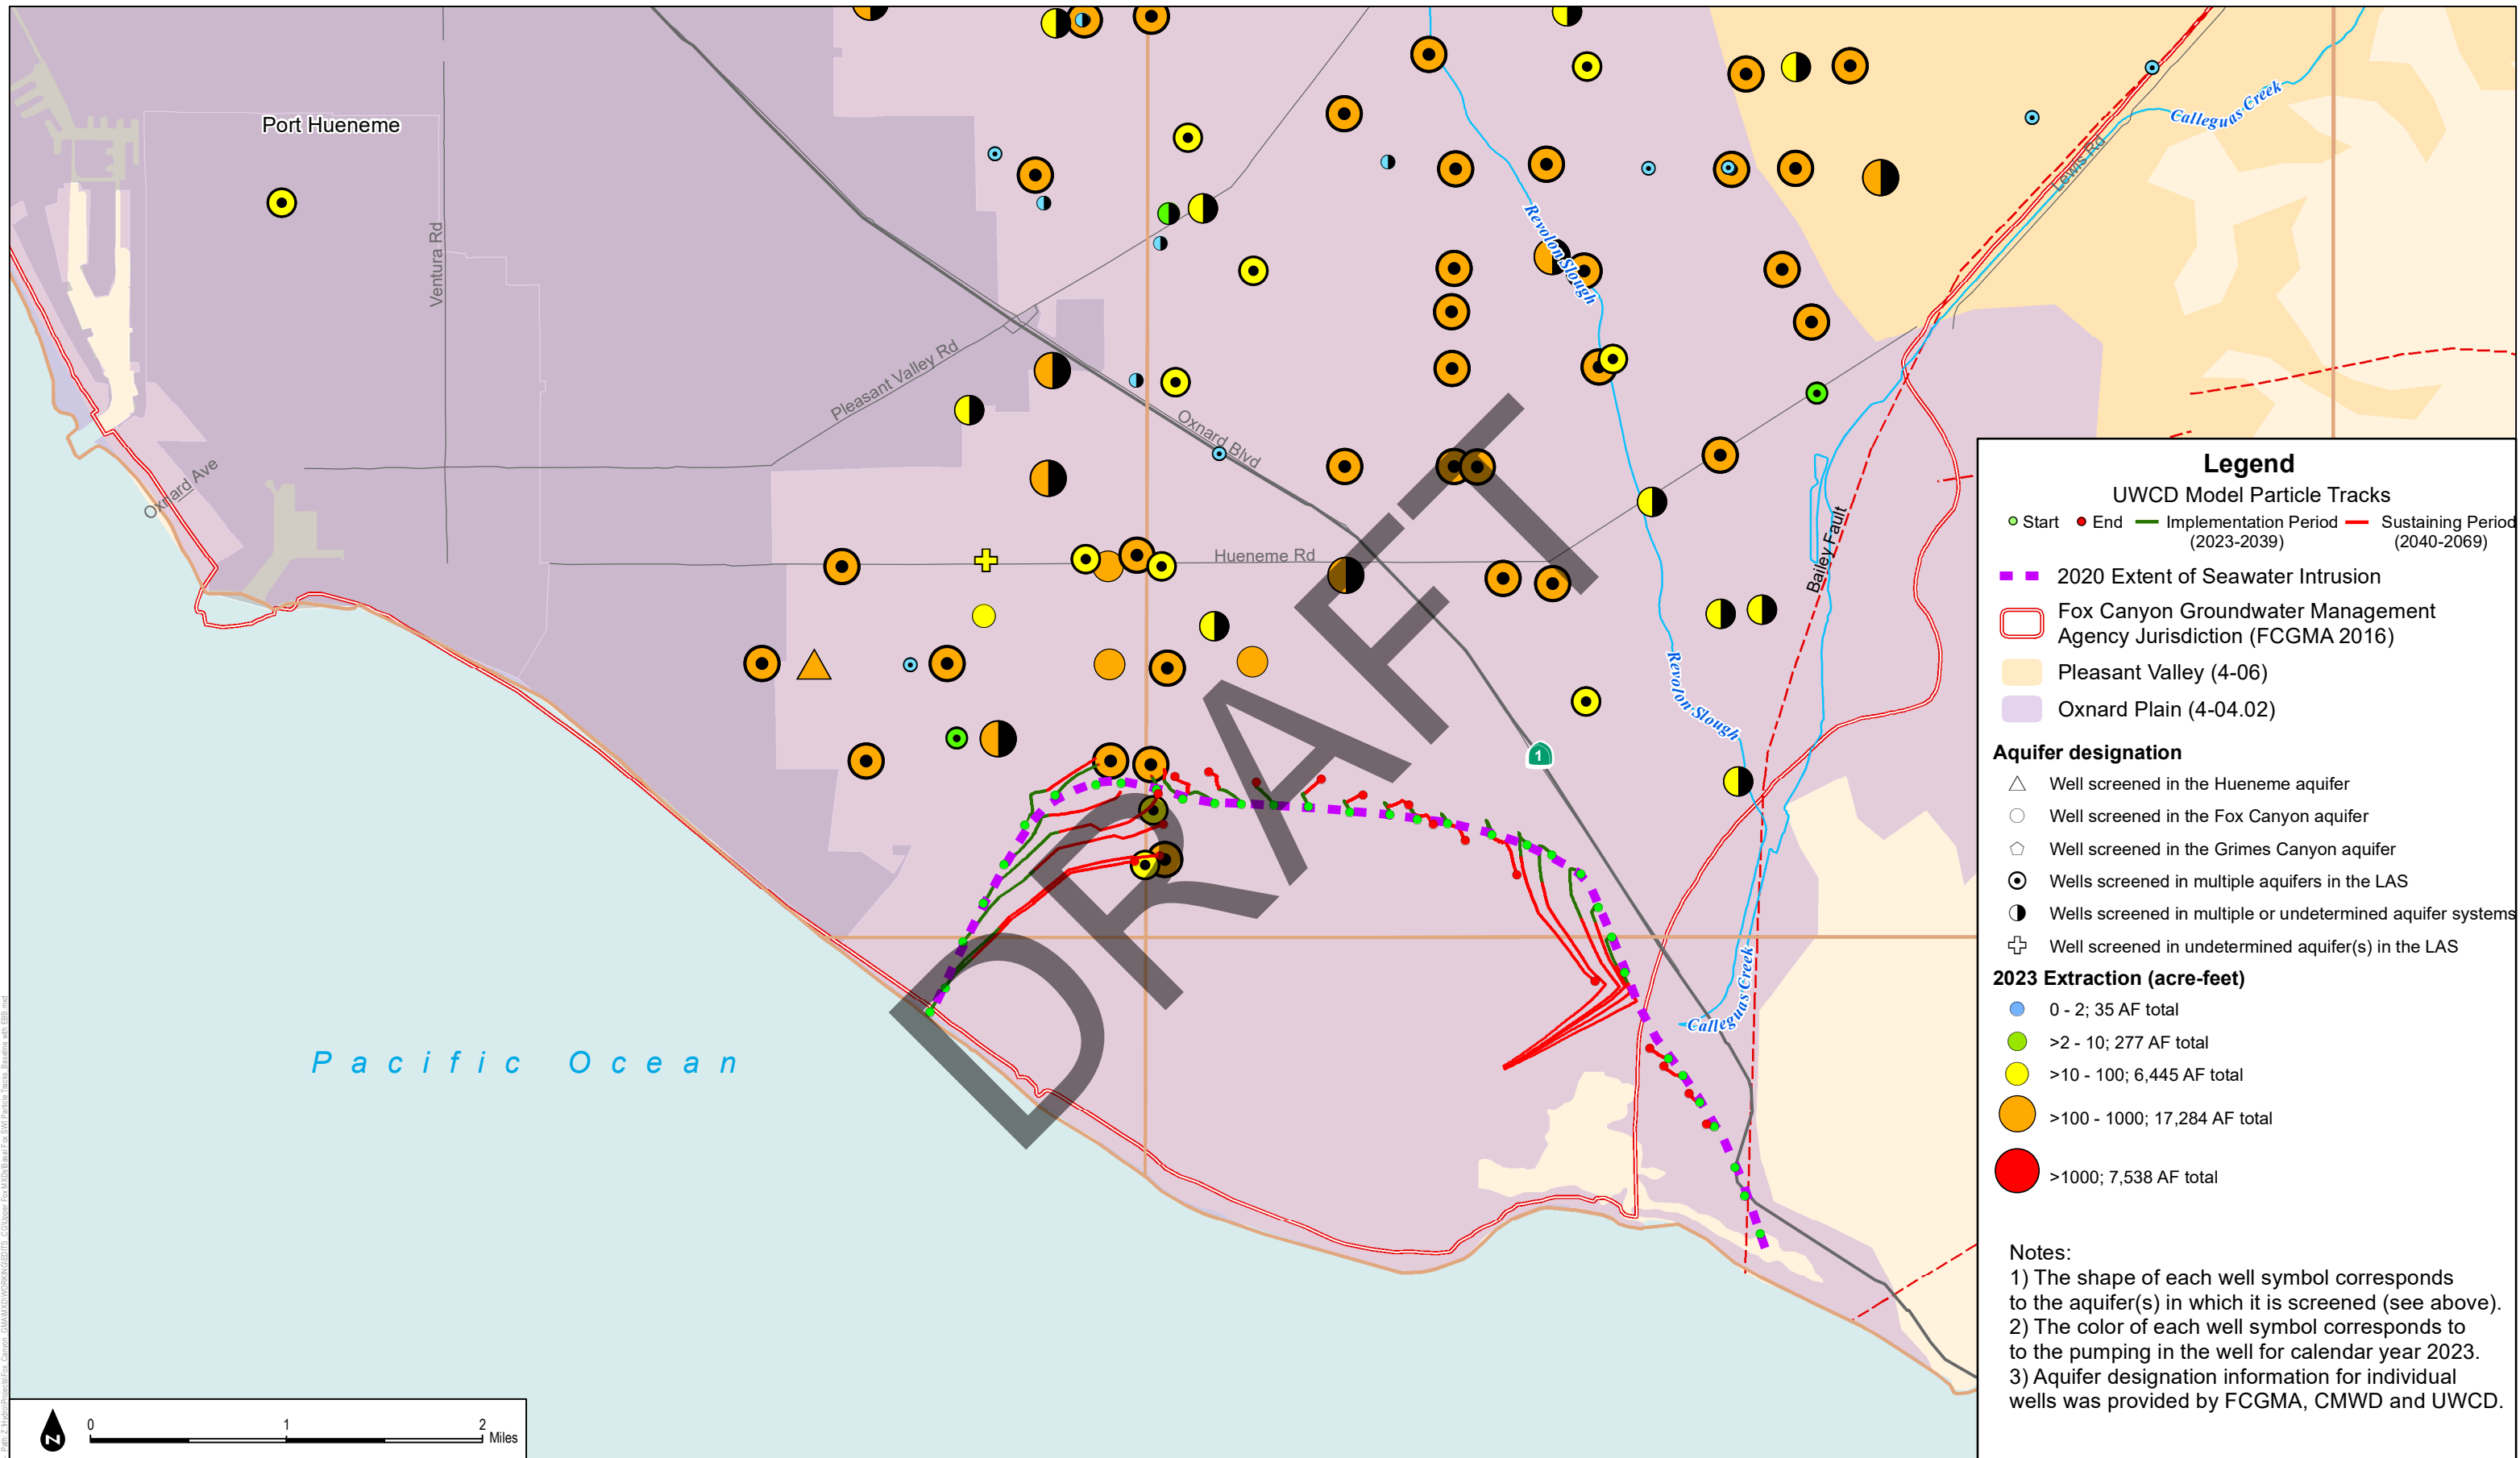 Port Hueneme
Ventura Rd
Oxnard Ave
Pleasant Valley Rd
Oxnard Blvd
Hueneme Rd
Lewis Rd
Calleguas Creek
Revolon Slough
Revolon Slough
Bailey Fault
1
Calleguas Creek
Pacific Ocean
DRAFT
0 1 2
Miles
N
Legend
UWCD Model Particle Tracks
Start End Implementation Period (2023-2039) Sustaining Period (2040-2069)
2020 Extent of Seawater Intrusion
Fox Canyon Groundwater Management
Agency Jurisdiction (FCGMA 2016)
Pleasant Valley (4-06)
Oxnard Plain (4-04.02)
Aquifer designation
Well screened in the Hueneme aquifer
Well screened in the Fox Canyon aquifer
Well screened in the Grimes Canyon aquifer
Wells screened in multiple aquifers in the LAS
Wells screened in multiple or undetermined aquifer systems
Well screened in undetermined aquifer(s) in the LAS
2023 Extraction (acre-feet)
0 - 2; 35 AF total
>2 - 10; 277 AF total
>10 - 100; 6,445 AF total
>100 - 1000; 17,284 AF total
>1000; 7,538 AF total
Notes:
1) The shape of each well symbol corresponds
to the aquifer(s) in which it is screened (see above).
2) The color of each well symbol corresponds to
to the pumping in the well for calendar year 2023.
3) Aquifer designation information for individual
wells was provided by FCGMA, CMWD and UWCD.